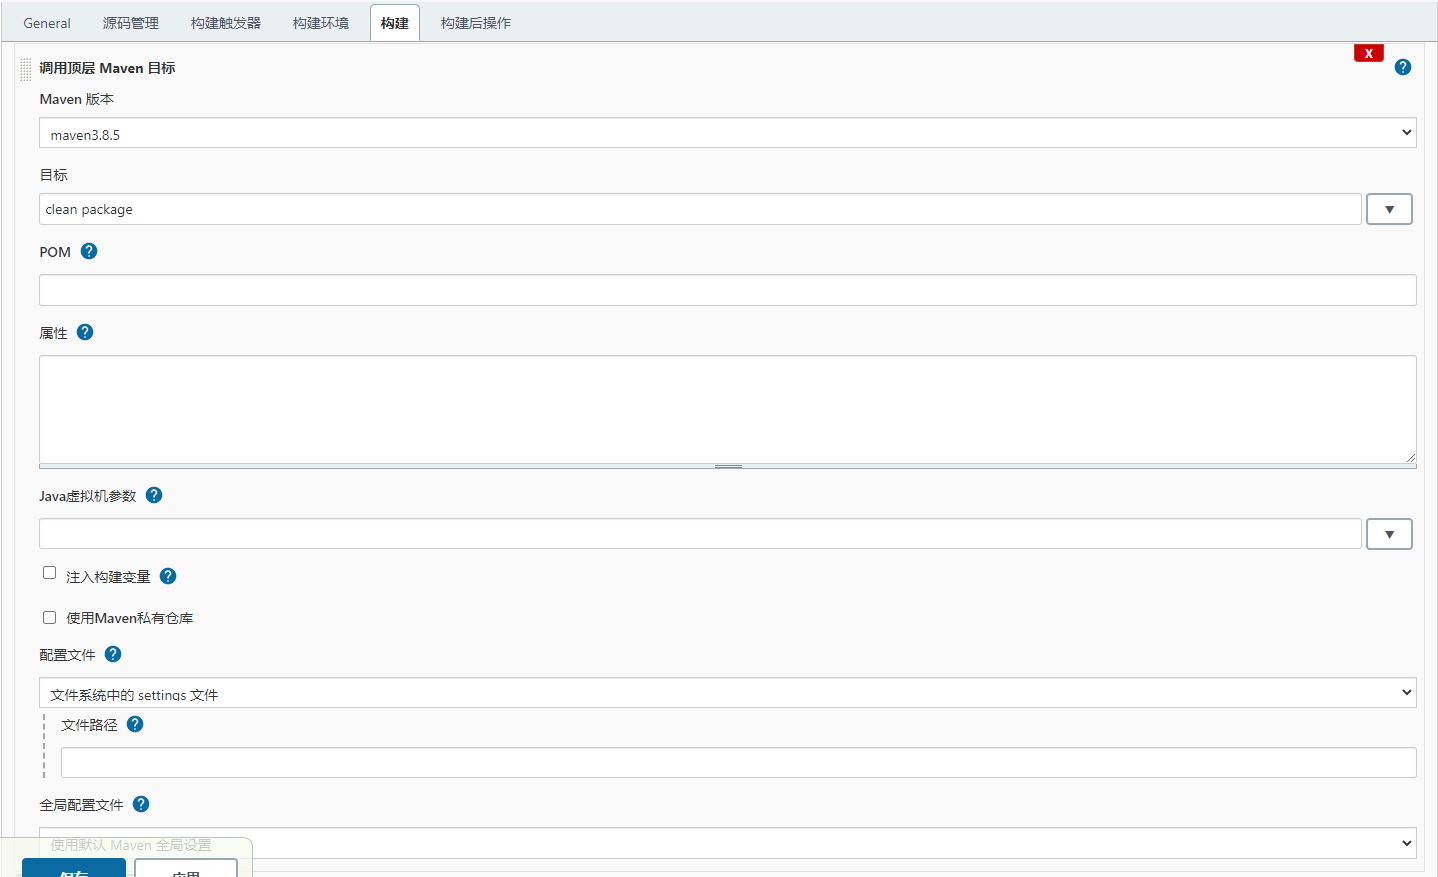 General 源码管理 构建触发器 构建环境 构建 构建后操作
X
调用顶层 Maven 目标
Maven 版本
maven3.8.5
目标
clean package
POM
属性
Java虚拟机参数
注入构建变量
使用Maven私有仓库
配置文件
文件系统中的 settings 文件
文件路径
全局配置文件
使用默认 Maven 全局设置
保存 应用